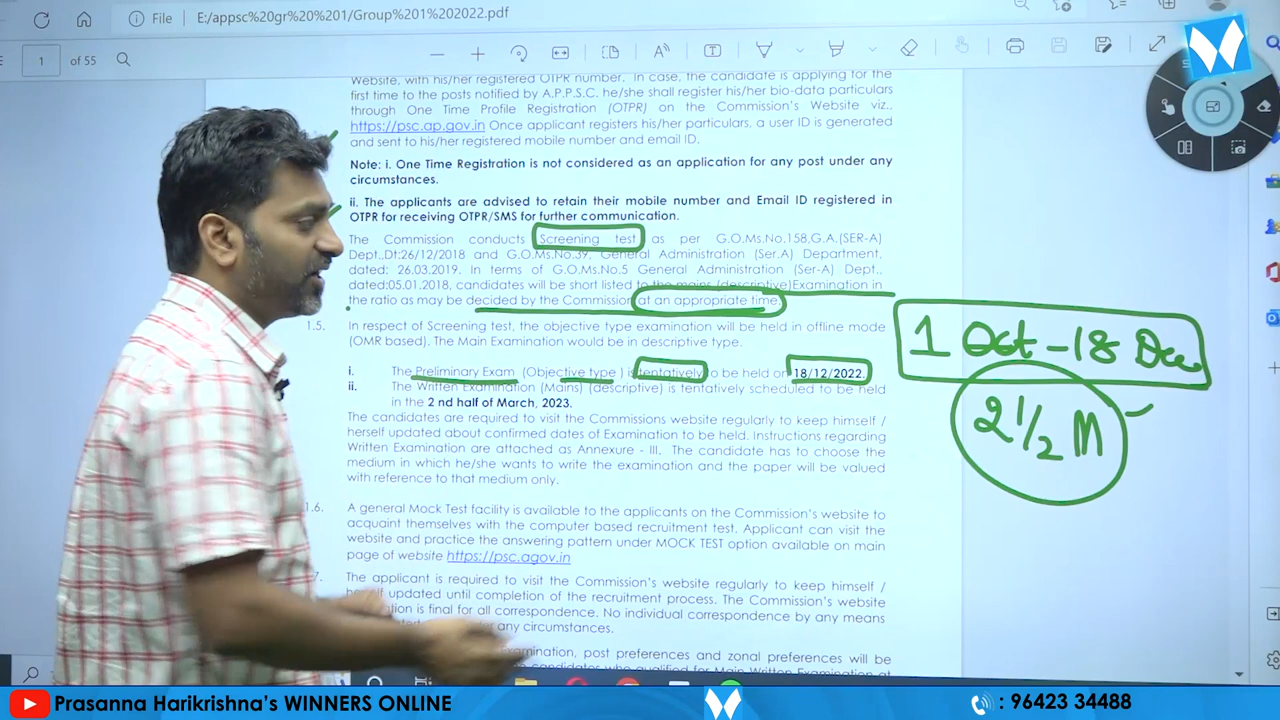 File | E:/appsc%20gr%20%201/Group%201%202022.pdf
1 of 55
Website, with his/her registered OTPR number. In case, the candidate is applying for the
first time to the posts notified by A.P.P.S.C. he/she shall register his/her bio-data particulars
through One Time Profile Registration (OTPR) on the Commission's Website viz.,
https://psc.ap.gov.in Once applicant registers his/her particulars, a user ID is generated
and sent to his/her registered mobile number and email ID.
Note: i. One Time Registration is not considered as an application for any post under any
circumstances.
ii. The applicants are advised to retain their mobile number and Email ID registered in
OTPR for receiving OTPR/SMS for further communication.
The Commission conducts Screening test as per G.O.Ms.No.158,G.A.(SER-A)
Dept.,Dt:26/12/2018 and G.O.Ms.No.39, General Administration (Ser.A) Department,
dated: 26.03.2019. In terms of G.O.Ms.No.5 General Administration (Ser-A) Dept.,
dated:05.01.2018, candidates will be short listed to the mains (descriptive)Examination in
the ratio as may be decided by the Commission at an appropriate time.
1.5. In respect of Screening test, the objective type examination will be held in offline mode
(OMR based). The Main Examination would be in descriptive type.
i. The Preliminary Exam (Objective type ) is tentatively to be held on 18/12/2022.
ii. The Written Examination (Mains) (descriptive) is tentatively scheduled to be held
in the 2 nd half of March, 2023.
The candidates are required to visit the Commissions website regularly to keep himself /
herself updated about confirmed dates of Examination to be held. Instructions regarding
Written Examination are attached as Annexure - III. The candidate has to choose the
medium in which he/she wants to write the examination and the paper will be valued
with reference to that medium only.
1 Oct - 18 Dec
2 1/2 M
1.6. A general Mock Test facility is available to the applicants on the Commission's website to
acquaint themselves with the computer based recruitment test. Applicant can visit the
website and practice the answering pattern under MOCK TEST option available on main
page of website https://psc.agov.in
7. The applicant is required to visit the Commission's website regularly to keep himself /
herself updated until completion of the recruitment process. The Commission's website
is final for all correspondence. No individual correspondence by any means
any circumstances.
amination, post preferences and zonal preferences will be
candidates who qualified for Main Written Examination at
Prasanna Harikrishna's WINNERS ONLINE
: 96423 34488